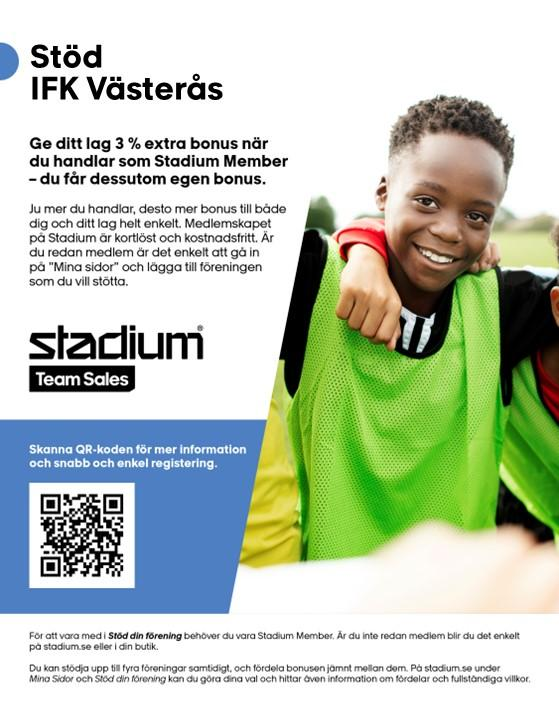 Stöd
IFK Västerås
Ge ditt lag 3 % extra bonus när
du handlar som Stadium Member
– du får dessutom egen bonus.
Ju mer du handlar, desto mer bonus till både
dig och ditt lag helt enkelt. Medlemskapet
på Stadium är kortlöst och kostnadsfritt. Är
du redan medlem är det enkelt att gå in
på ”Mina sidor” och lägga till föreningen
som du vill stötta.
stadium®
Team Sales
Skanna QR-koden för mer information
och snabb och enkel registering.
För att vara med i Stöd din förening behöver du vara Stadium Member. Är du inte redan medlem blir du det enkelt
på stadium.se eller i din butik.
Du kan stödja upp till fyra föreningar samtidigt, och fördela bonusen jämnt mellan dem. På stadium.se under
Mina Sidor och Stöd din förening kan du göra dina val och hittar även information om fördelar och fullständiga villkor.